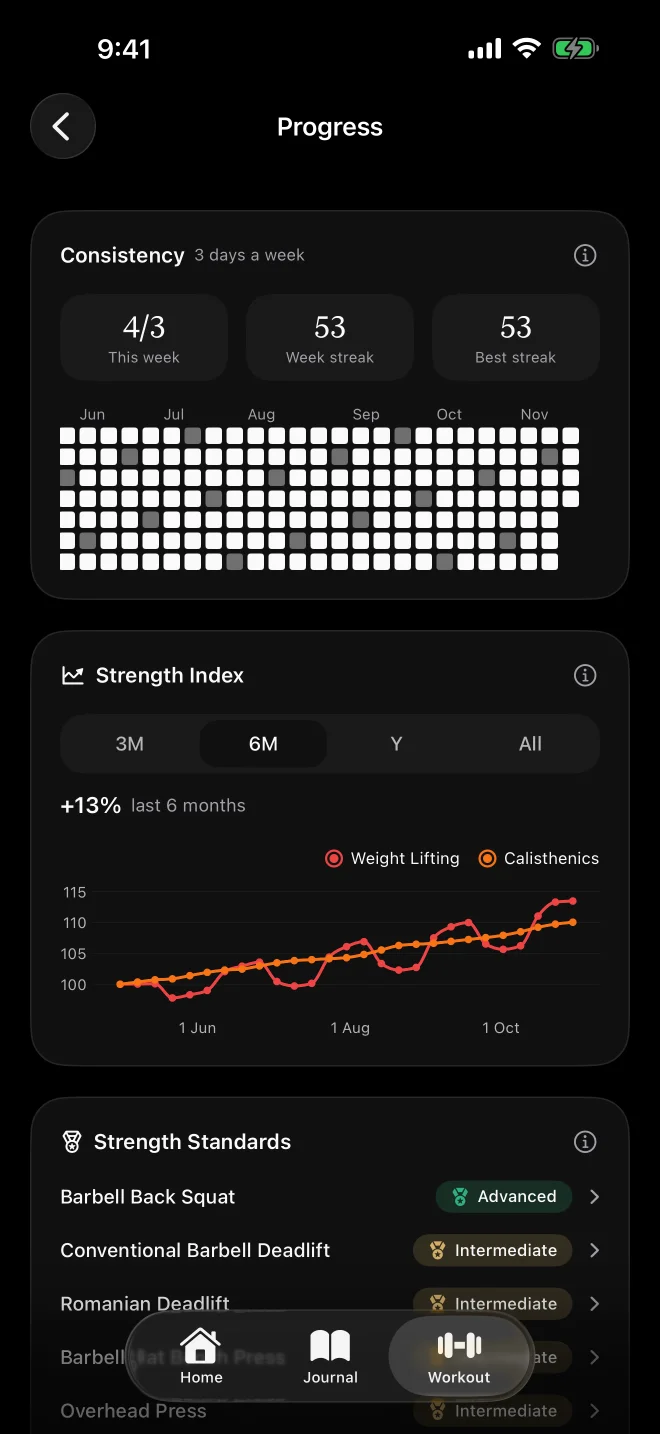 9:41
Progress
Consistency 3 days a week
4/3 53 53
This week Week streak Best streak
Jun Jul Aug Sep Oct Nov
Strength Index
3M 6M Y All
+13% last 6 months
Weight Lifting Calisthenics
115
110
105
100
1 Jun 1 Aug 1 Oct
Strength Standards
Barbell Back Squat Advanced
Conventional Barbell Deadlift Intermediate
Romanian Deadlift Intermediate
Barbell Press
Overhead Press Intermediate
Home Journal Workout